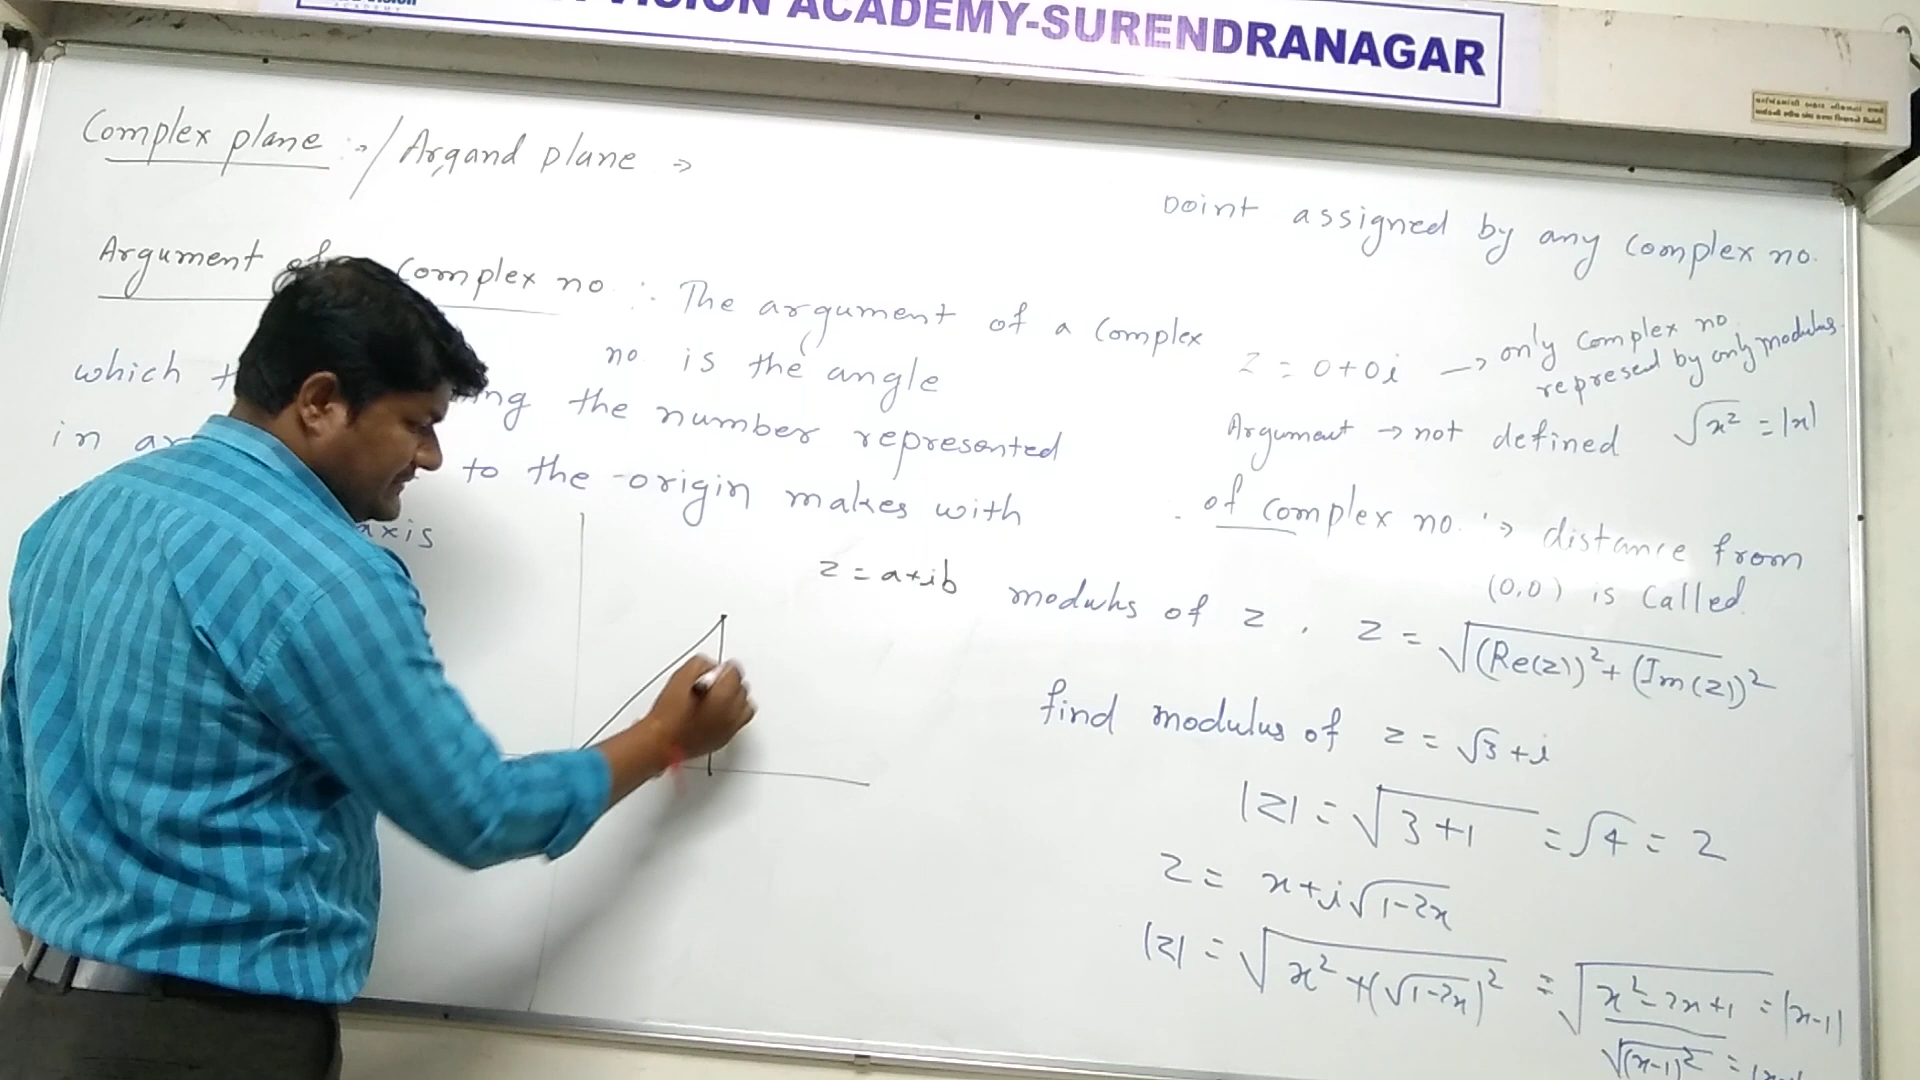 VISION ACADEMY-SURENDRANAGAR
ACADEMY
Complex plane :→ / Argand plane →
Argument of complex no :- The argument of a complex
no is the angle
which the number represented
in to the origin makes with
axis
z = a+ib
point assigned by any complex no.
z = 0+0i → only complex no
represed by only modulus.
Argument → not defined √x² = |x|
of complex no. :→ distance from
(0,0) is called
moduls of z , z = √(Re(z))²+(Im(z))²
find modulus of z = √3+i
|z| = √3+1 = √4 = 2
z = x+i√1-2x
|z| = √x²+(√1-2x)² = √x²-2x+1 = |x-1|
√(x-1)² =